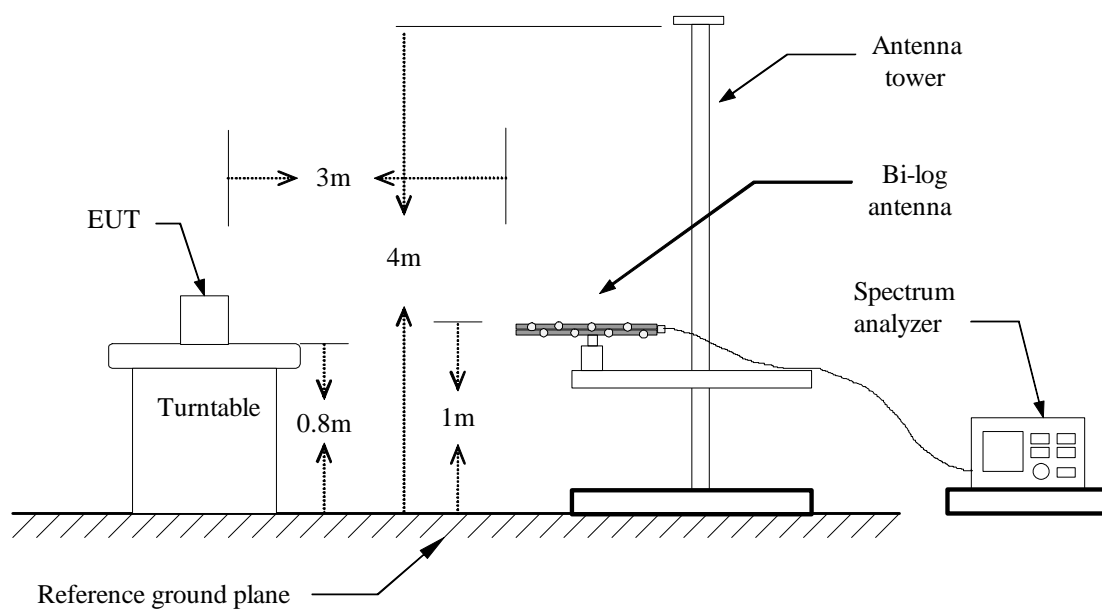 Antenna
tower
3m
Bi-log
antenna
EUT
4m
Spectrum
analyzer
Turntable
0.8m
1m
Reference ground plane